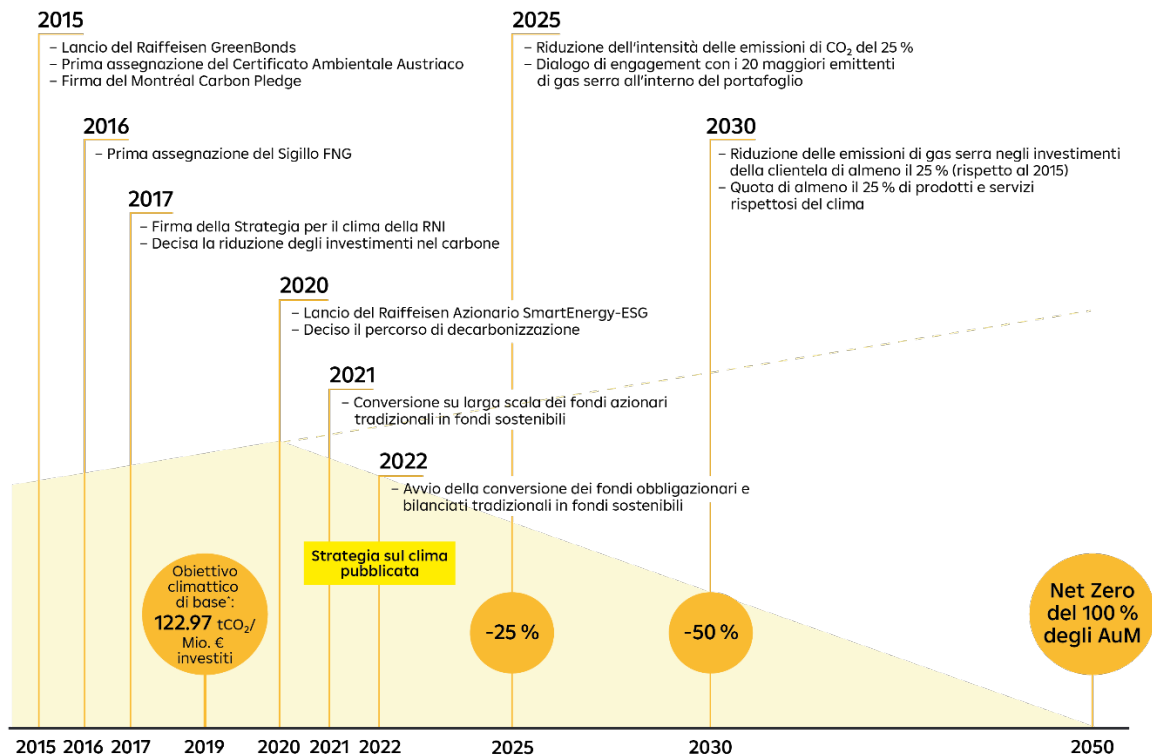 2015
– Lancio del Raiffeisen GreenBonds
– Prima assegnazione del Certificato Ambientale Austriaco
– Firma del Montréal Carbon Pledge
2025
– Riduzione dell'intensità delle emissioni di CO₂ del 25 %
– Dialogo di engagement con i 20 maggiori emittenti
di gas serra all'interno del portafoglio
2016
– Prima assegnazione del Sigillo FNG
2030
– Riduzione delle emissioni di gas serra negli investimenti
della clientela di almeno il 25 % (rispetto al 2015)
– Quota di almeno il 25 % di prodotti e servizi
rispettosi del clima
2017
– Firma della Strategia per il clima della RNI
– Decisa la riduzione degli investimenti nel carbone
2020
– Lancio del Raiffeisen Azionario SmartEnergy-ESG
– Deciso il percorso di decarbonizzazione
2021
– Conversione su larga scala dei fondi azionari
tradizionali in fondi sostenibili
2022
– Avvio della conversione dei fondi obbligazionari e
bilanciati tradizionali in fondi sostenibili
Strategia sul clima
pubblicata
Obiettivo
climattico
di base*:
122.97 tCO₂/
Mio. €
investiti
-25 %
-50 %
Net Zero
del 100 %
degli AuM
2015 2016 2017 2019 2020 2021 2022 2025 2030 2050